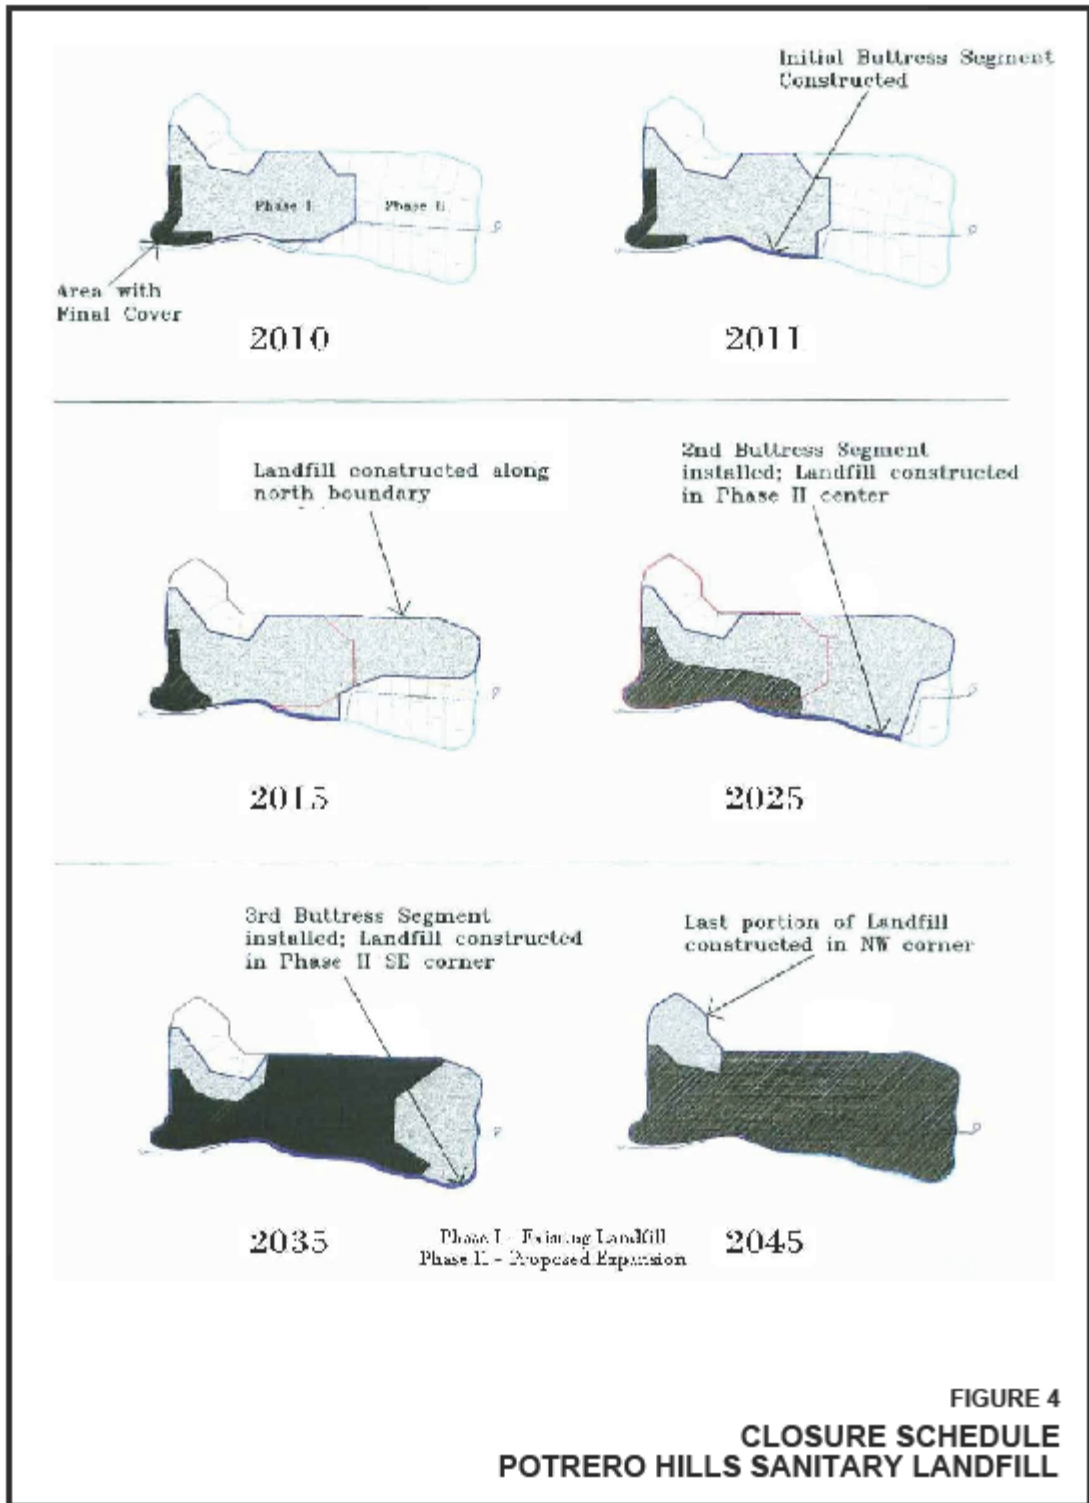 Initial Buttress Segment
Constructed
Phase I
Phase II
Area with
Final Cover
2010
2011
Landfill constructed along
north boundary
2nd Buttress Segment
installed; Landfill constructed
in Phase II center
2015
2025
3rd Buttress Segment
installed; Landfill constructed
in Phase II SE corner
Last portion of Landfill
constructed in NW corner
2035
Phase I - Existing Landfill
Phase II - Proposed Expansion
2045
FIGURE 4
CLOSURE SCHEDULE
POTRERO HILLS SANITARY LANDFILL